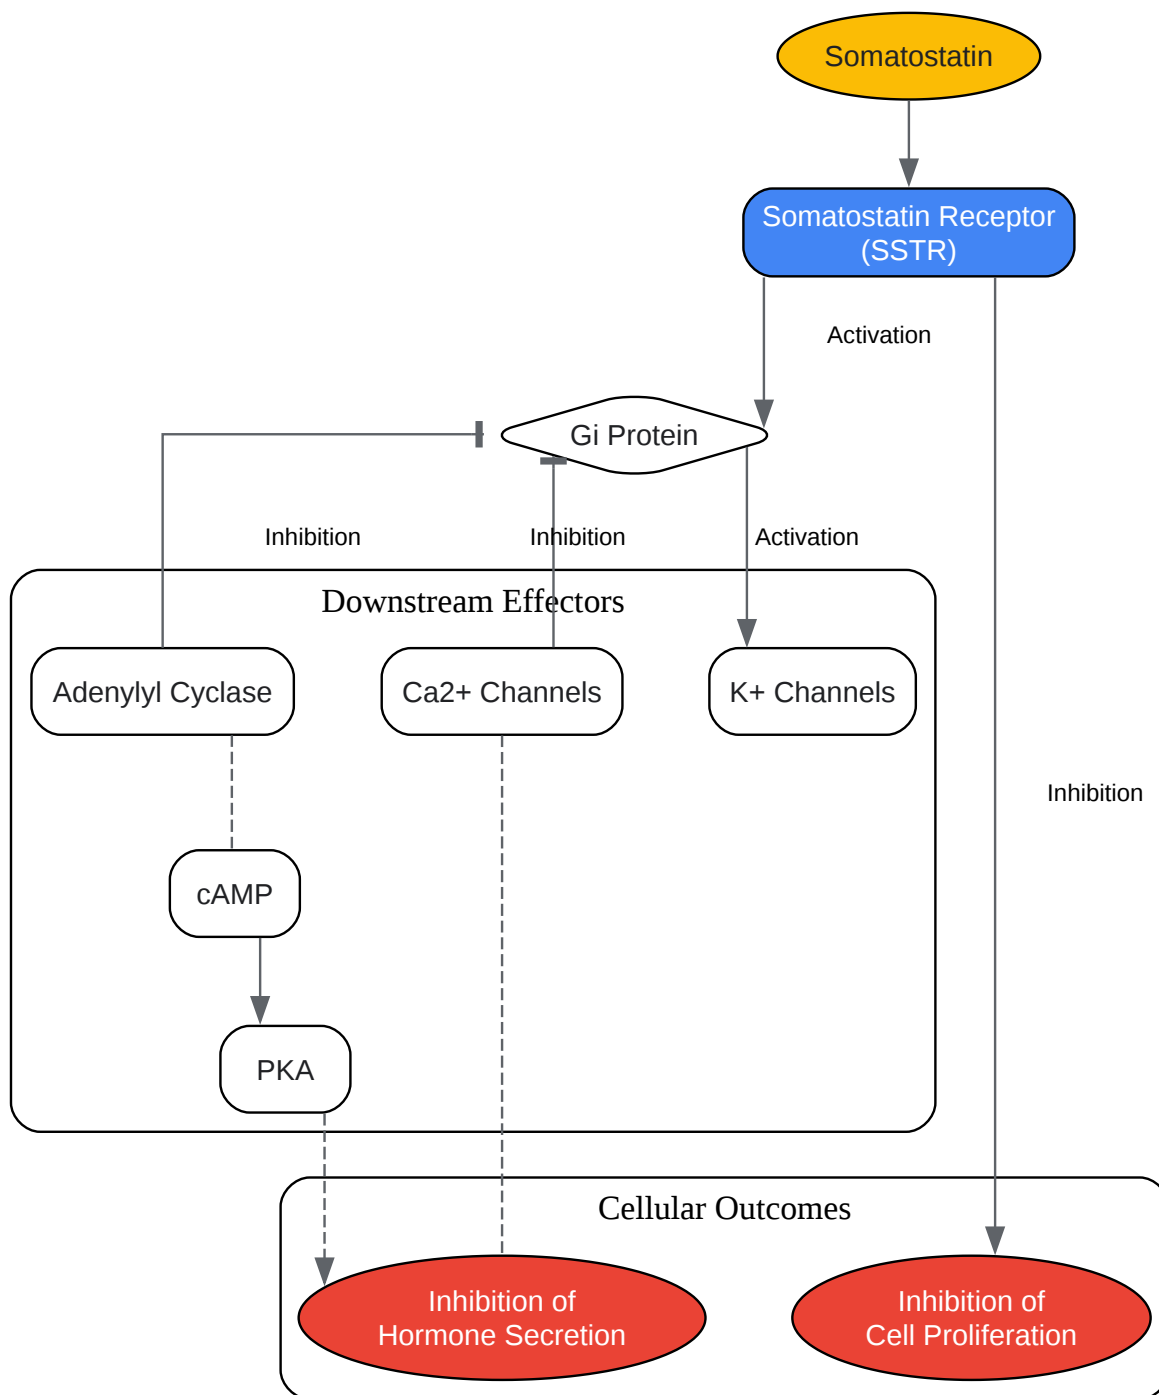 Somatostatin
Somatostatin Receptor
(SSTR)
Activation
Gi Protein
Inhibition
Inhibition
Activation
Downstream Effectors
Adenylyl Cyclase
Ca2+ Channels
K+ Channels
Inhibition
cAMP
PKA
Cellular Outcomes
Inhibition of
Hormone Secretion
Inhibition of
Cell Proliferation